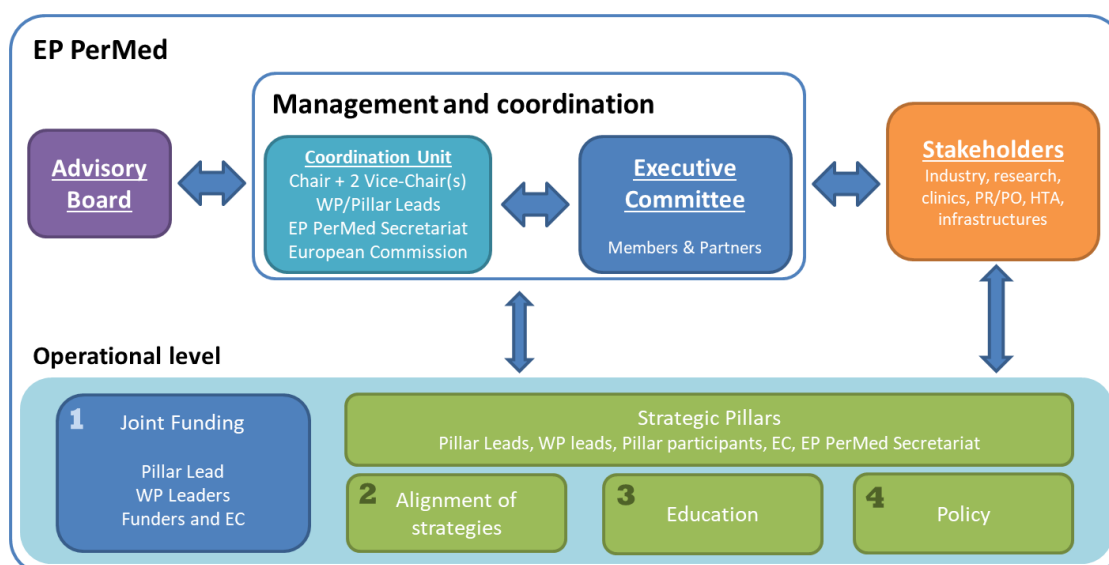 EP PerMed
Management and coordination
Advisory
Board
Coordination Unit
Chair + 2 Vice-Chair(s)
WP/Pillar Leads
EP PerMed Secretariat
European Commission
Executive
Committee
Members & Partners
Stakeholders
Industry, research,
clinics, PR/PO, HTA,
infrastructures
Operational level
1
Joint Funding
Pillar Lead
WP Leaders
Funders and EC
Strategic Pillars
Pillar Leads, WP leads, Pillar participants, EC, EP PerMed Secretariat
2
Alignment of
strategies
3
Education
4
Policy